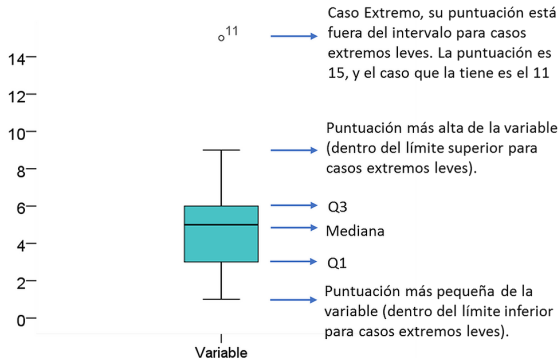 Caso Extremo, su puntuación está
fuera del intervalo para casos
extremos leves. La puntuación es
15, y el caso que la tiene es el 11
11
14
12
10
8
6
4
2
0
Puntuación más alta de la variable
(dentro del límite superior para
casos extremos leves).
Q3
Mediana
Q1
Puntuación más pequeña de la
variable (dentro del límite inferior
para casos extremos leves).
Variable